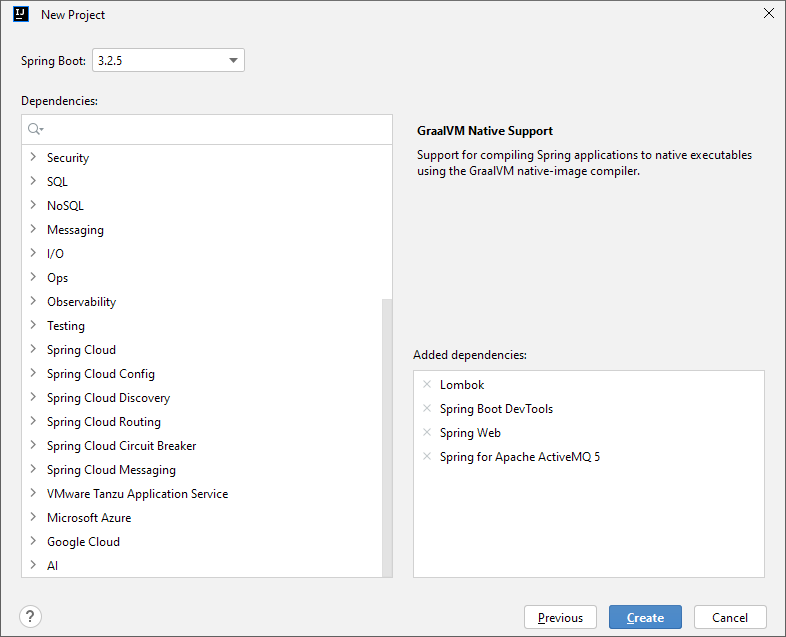 New Project
Spring Boot: 3.2.5
Dependencies:
Security
SQL
NoSQL
Messaging
I/O
Ops
Observability
Testing
Spring Cloud
Spring Cloud Config
Spring Cloud Discovery
Spring Cloud Routing
Spring Cloud Circuit Breaker
Spring Cloud Messaging
VMware Tanzu Application Service
Microsoft Azure
Google Cloud
AI
GraalVM Native Support
Support for compiling Spring applications to native executables
using the GraalVM native-image compiler.
Added dependencies:
Lombok
Spring Boot DevTools
Spring Web
Spring for Apache ActiveMQ 5
?
Previous
Create
Cancel